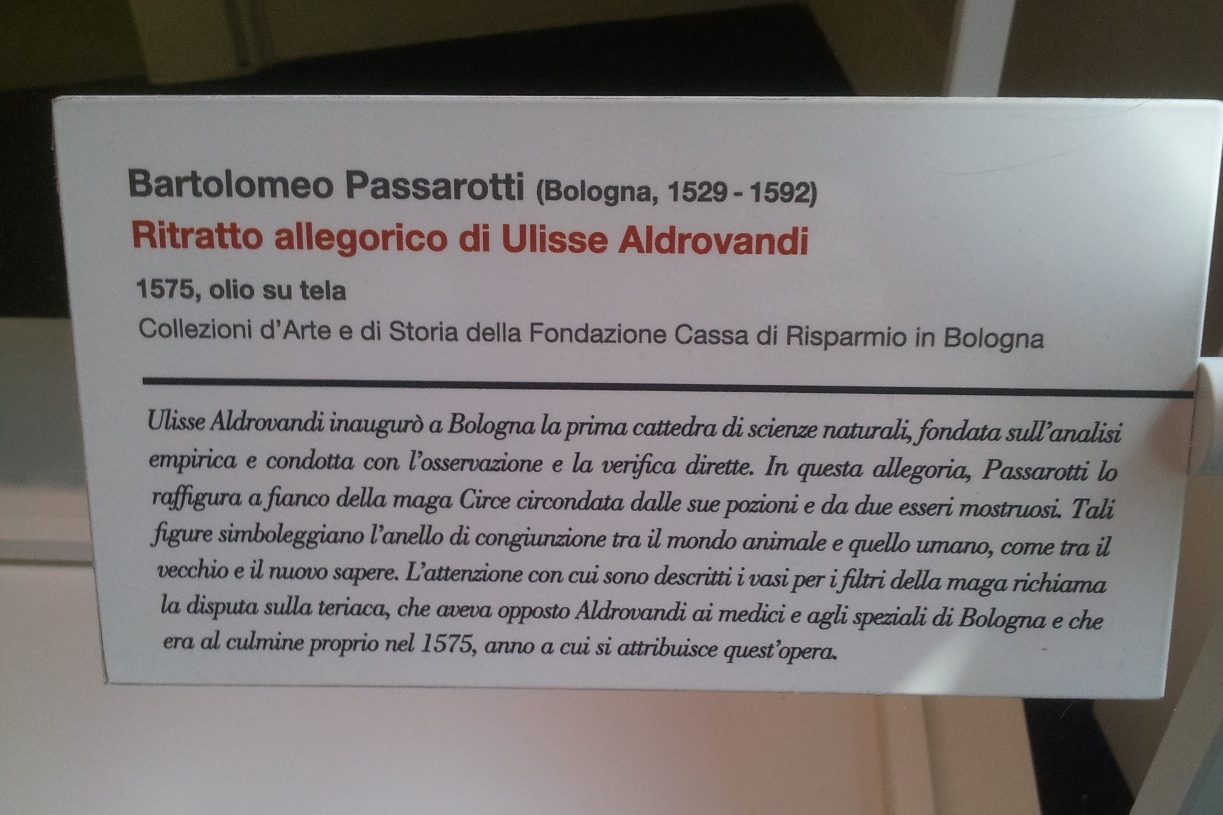 Bartolomeo Passarotti (Bologna, 1529 - 1592)
Ritratto allegorico di Ulisse Aldrovandi
1575, olio su tela
Collezioni d'Arte e di Storia della Fondazione Cassa di Risparmio in Bologna
Ulisse Aldrovandi inaugurò a Bologna la prima cattedra di scienze naturali, fondata sull'analisi
empirica e condotta con l'osservazione e la verifica dirette. In questa allegoria, Passarotti lo
raffigura a fianco della maga Circe circondata dalle sue pozioni e da due esseri mostruosi. Tali
figure simboleggiano l'anello di congiunzione tra il mondo animale e quello umano, come tra il
vecchio e il nuovo sapere. L'attenzione con cui sono descritti i vasi per i filtri della maga richiama
la disputa sulla teriaca, che aveva opposto Aldrovandi ai medici e agli speziali di Bologna e che
era al culmine proprio nel 1575, anno a cui si attribuisce quest'opera.